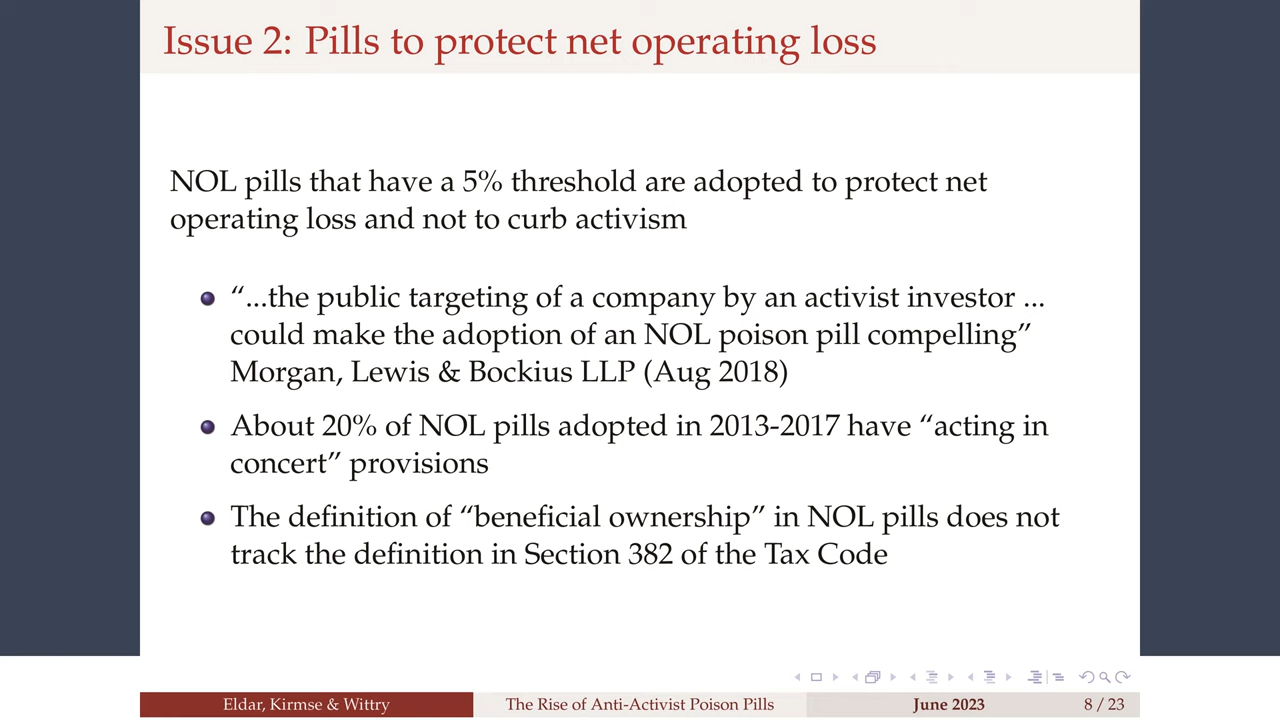 Issue 2: Pills to protect net operating loss
NOL pills that have a 5% threshold are adopted to protect net
operating loss and not to curb activism
“...the public targeting of a company by an activist investor ...
could make the adoption of an NOL poison pill compelling”
Morgan, Lewis & Bockius LLP (Aug 2018)
About 20% of NOL pills adopted in 2013-2017 have “acting in
concert” provisions
The definition of “beneficial ownership” in NOL pills does not
track the definition in Section 382 of the Tax Code
Eldar, Kirmse & Wittry The Rise of Anti-Activist Poison Pills June 2023 8 / 23